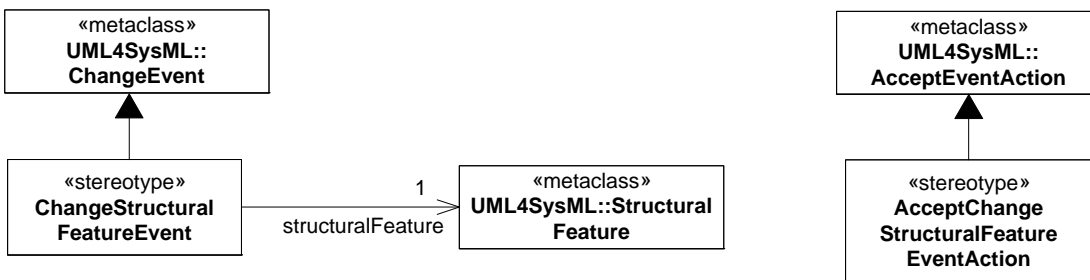 «metaclass»
UML4SysML::
ChangeEvent
«metaclass»
UML4SysML::
AcceptEventAction
«stereotype»
ChangeStructural
FeatureEvent
1
structuralFeature
«metaclass»
UML4SysML::Structural
Feature
«stereotype»
AcceptChange
StructuralFeature
EventAction